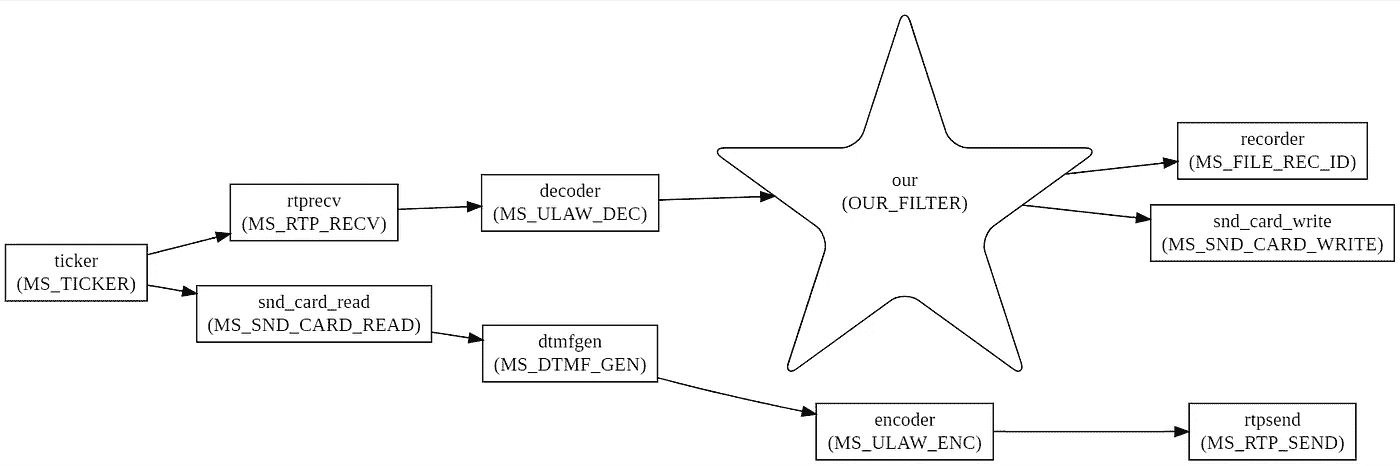 ticker
(MS_TICKER)
rtprecv
(MS_RTP_RECV)
snd_card_read
(MS_SND_CARD_READ)
decoder
(MS_ULAW_DEC)
dtmfgen
(MS_DTMF_GEN)
our
(OUR_FILTER)
encoder
(MS_ULAW_ENC)
recorder
(MS_FILE_REC_ID)
snd_card_write
(MS_SND_CARD_WRITE)
rtpsend
(MS_RTP_SEND)